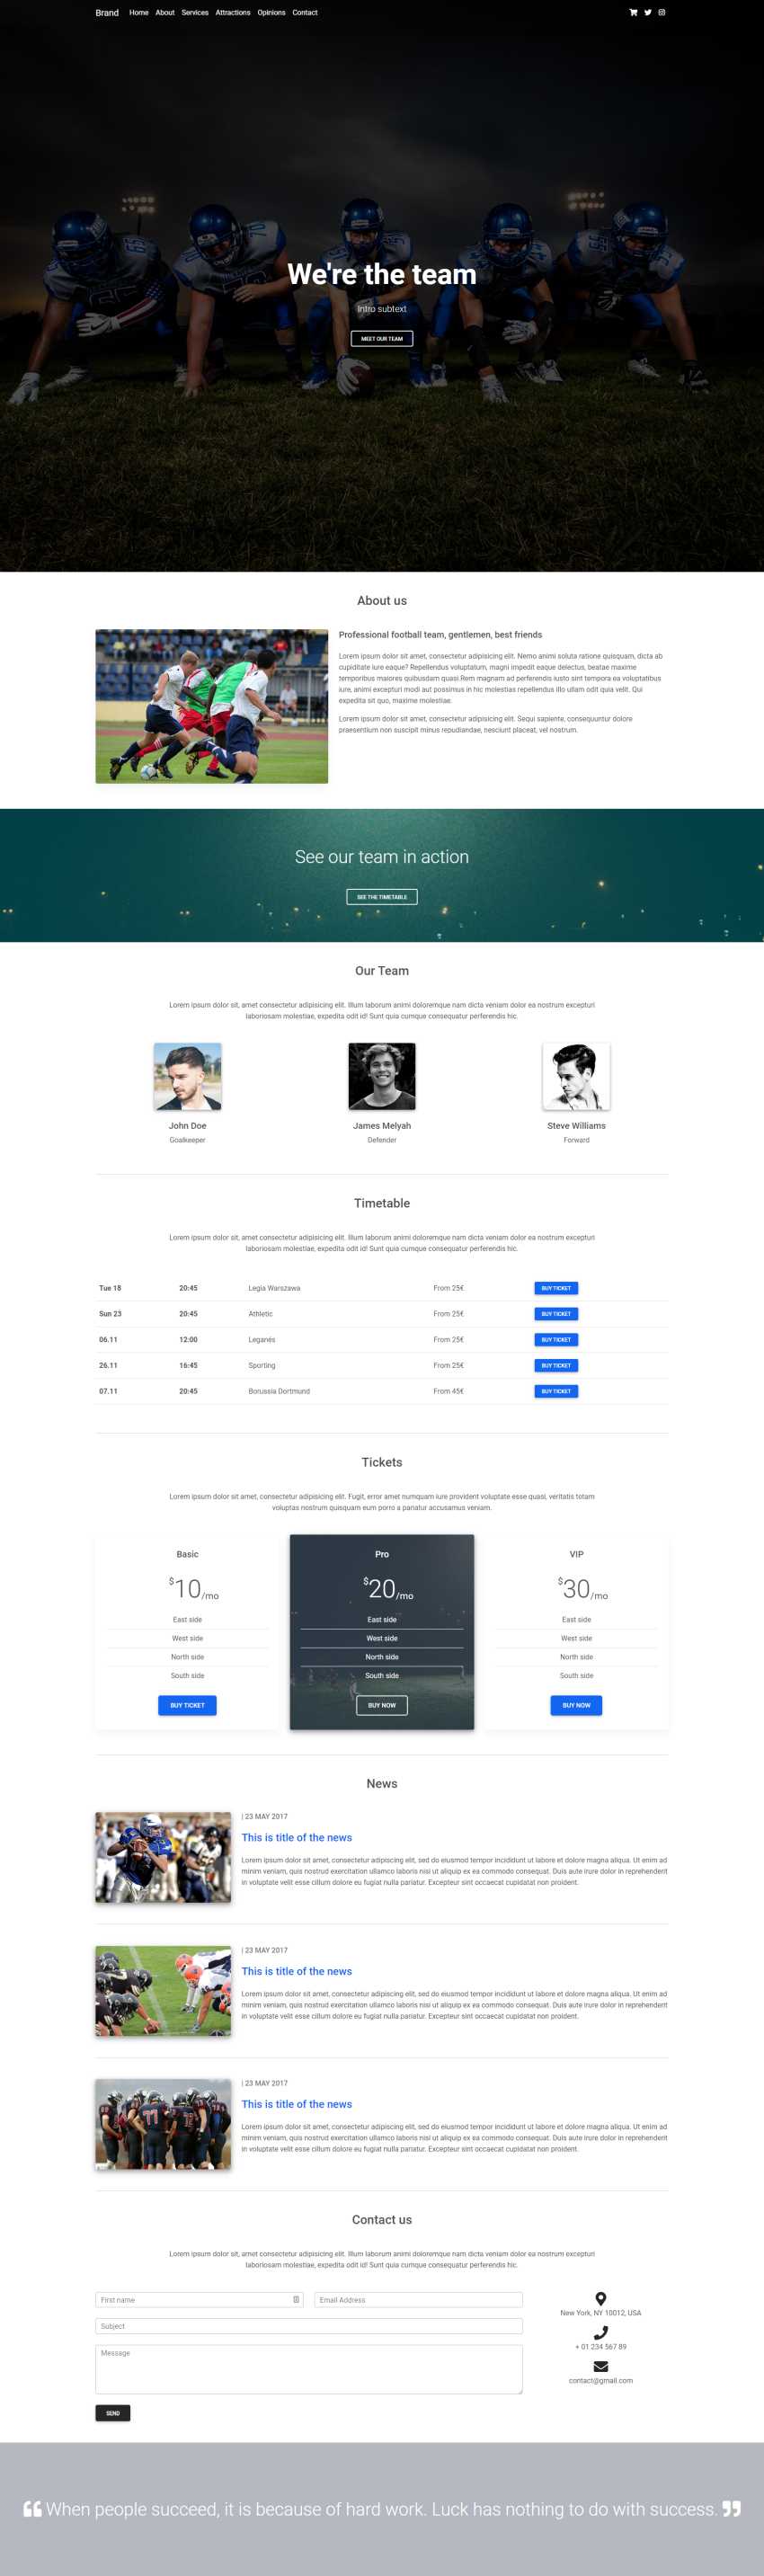 Brand Home About Services Attractions Opinions Contact
We're the team
Intro subtext
MEET OUR TEAM
About us
Professional football team, gentlemen, best friends
Lorem ipsum dolor sit amet, consectetur adipisicing elit. Nemo animi soluta ratione quisquam, dicta ab
cupiditate iure eaque? Repellendus voluptatum, magni impedit eaque delectus, beatae maxime
temporibus maiores quibusdam quasi.Rem magnam ad perferendis iusto sint tempora ea voluptatibus
iure, animi excepturi modi aut possimus in hic molestias repellendus illo ullam odit quia velit. Qui
expedita sit quo, maxime molestiae.
Lorem ipsum dolor sit amet, consectetur adipisicing elit. Sequi sapiente, consequuntur dolore
praesentium non suscipit minus repudiandae, nesciunt placeat, vel nostrum.
See our team in action
SEE THE TIMETABLE
Our Team
Lorem ipsum dolor sit, amet consectetur adipisicing elit. Illum laborum animi doloremque nam dicta veniam dolor ea nostrum excepturi
laboriosam molestiae, expedita odit id! Sunt quia cumque consequatur perferendis hic.
John Doe James Melyah Steve Williams
Goalkeeper Defender Forward
Timetable
Lorem ipsum dolor sit, amet consectetur adipisicing elit. Illum laborum animi doloremque nam dicta veniam dolor ea nostrum excepturi
laboriosam molestiae, expedita odit id! Sunt quia cumque consequatur perferendis hic.
Tue 18 20:45 Legia Warszawa From 25€ BUY TICKET
Sun 23 20:45 Athletic From 25€ BUY TICKET
06.11 12:00 Leganés From 25€ BUY TICKET
26.11 16:45 Sporting From 25€ BUY TICKET
07.11 20:45 Borussia Dortmund From 45€ BUY TICKET
Tickets
Lorem ipsum dolor sit amet, consectetur adipisicing elit. Fugit, error amet numquam iure provident voluptate esse quasi, veritatis totam
voluptas nostrum quisquam eum porro a pariatur accusamus veniam.
Basic
$10/mo
East side
West side
North side
South side
BUY TICKET
Pro
$20/mo
East side
West side
North side
South side
BUY NOW
VIP
$30/mo
East side
West side
North side
South side
BUY NOW
News
| 23 MAY 2017
This is title of the news
Lorem ipsum dolor sit amet, consectetur adipisicing elit, sed do eiusmod tempor incididunt ut labore et dolore magna aliqua. Ut enim ad
minim veniam, quis nostrud exercitation ullamco laboris nisi ut aliquip ex ea commodo consequat. Duis aute irure dolor in reprehenderit
in voluptate velit esse cillum dolore eu fugiat nulla pariatur. Excepteur sint occaecat cupidatat non proident.
| 23 MAY 2017
This is title of the news
Lorem ipsum dolor sit amet, consectetur adipisicing elit, sed do eiusmod tempor incididunt ut labore et dolore magna aliqua. Ut enim ad
minim veniam, quis nostrud exercitation ullamco laboris nisi ut aliquip ex ea commodo consequat. Duis aute irure dolor in reprehenderit
in voluptate velit esse cillum dolore eu fugiat nulla pariatur. Excepteur sint occaecat cupidatat non proident.
| 23 MAY 2017
This is title of the news
Lorem ipsum dolor sit amet, consectetur adipisicing elit, sed do eiusmod tempor incididunt ut labore et dolore magna aliqua. Ut enim ad
minim veniam, quis nostrud exercitation ullamco laboris nisi ut aliquip ex ea commodo consequat. Duis aute irure dolor in reprehenderit
in voluptate velit esse cillum dolore eu fugiat nulla pariatur. Excepteur sint occaecat cupidatat non proident.
Contact us
Lorem ipsum dolor sit, amet consectetur adipisicing elit. Illum laborum animi doloremque nam dicta veniam dolor ea nostrum excepturi
laboriosam molestiae, expedita odit id! Sunt quia cumque consequatur perferendis hic.
First name
Email Address
Subject
Message
SEND
New York, NY 10012, USA
+ 01 234 567 89
contact@gmail.com
“ When people succeed, it is because of hard work. Luck has nothing to do with success. ”